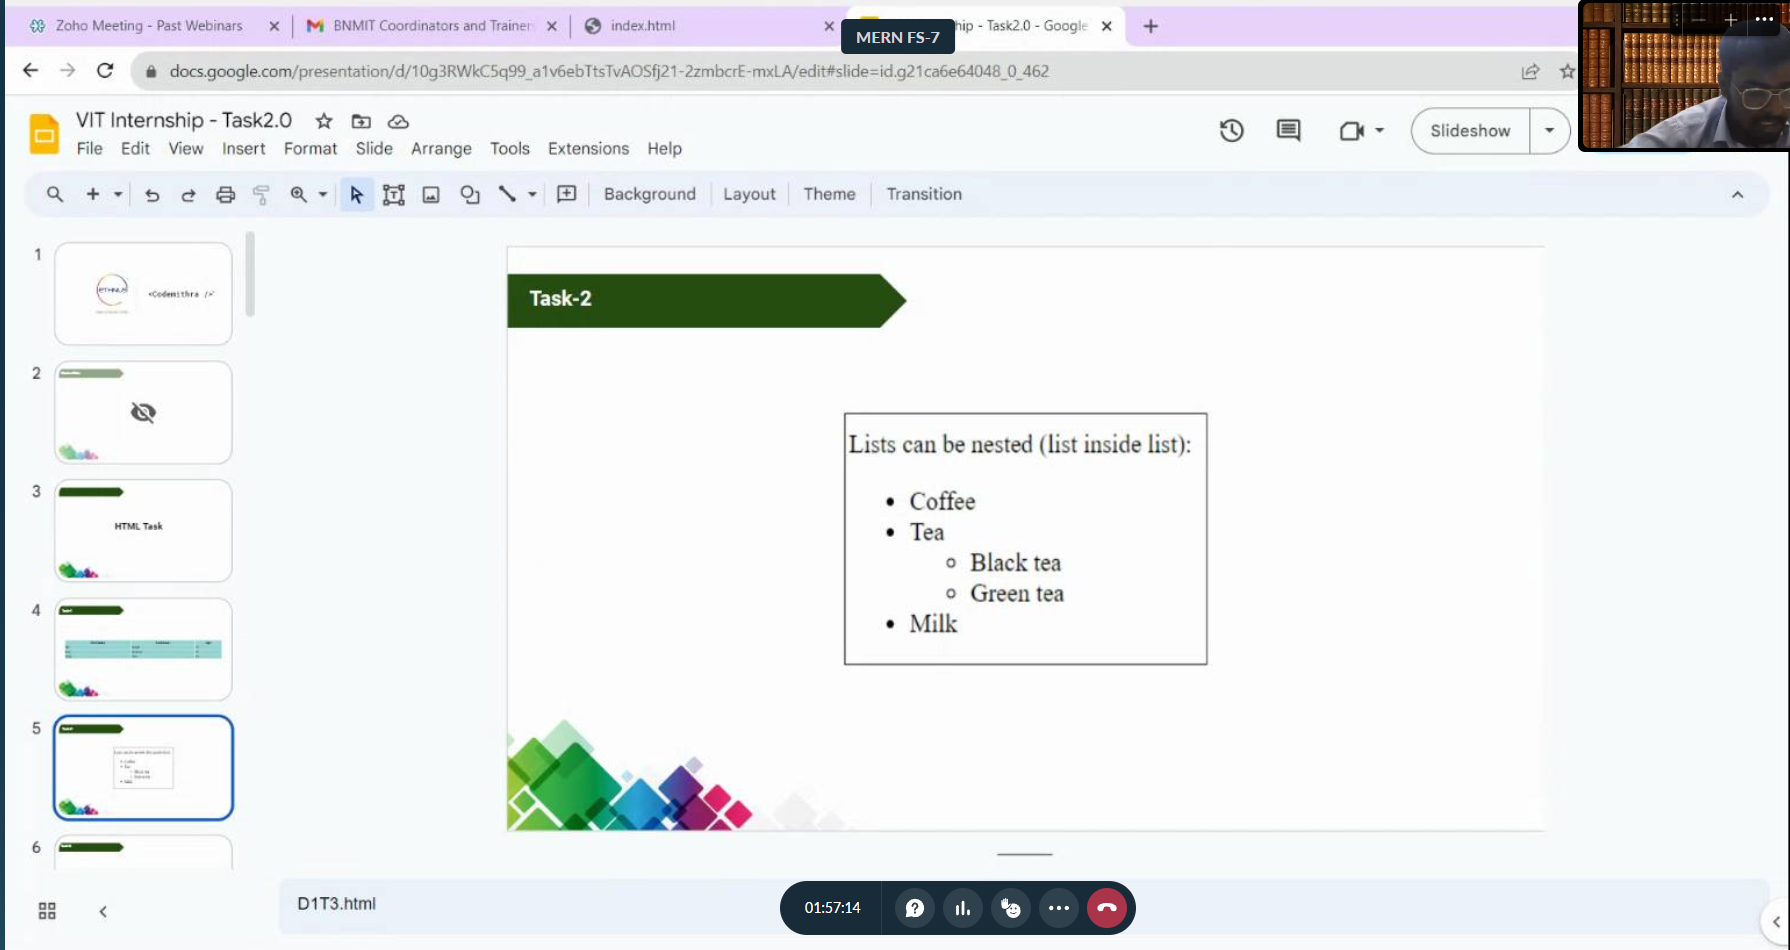 Zoho Meeting - Past Webinars
BNMIT Coordinators and Trainer
index.html
hip - Task2.0 - Google
MERN FS-7
docs.google.com/presentation/d/10g3RWkC5q99_a1v6ebTtsTvAOSfj21-2zmbcrE-mxLA/edit#slide=id.g21ca6e64048_0_462
VIT Internship - Task2.0
File Edit View Insert Format Slide Arrange Tools Extensions Help
Slideshow
Background Layout Theme Transition
1
ETHNUS
<Codemithra />
2
3
HTML Task
4
5
6
Task-2
Lists can be nested (list inside list):
• Coffee
• Tea
○ Black tea
○ Green tea
• Milk
D1T3.html
01:57:14